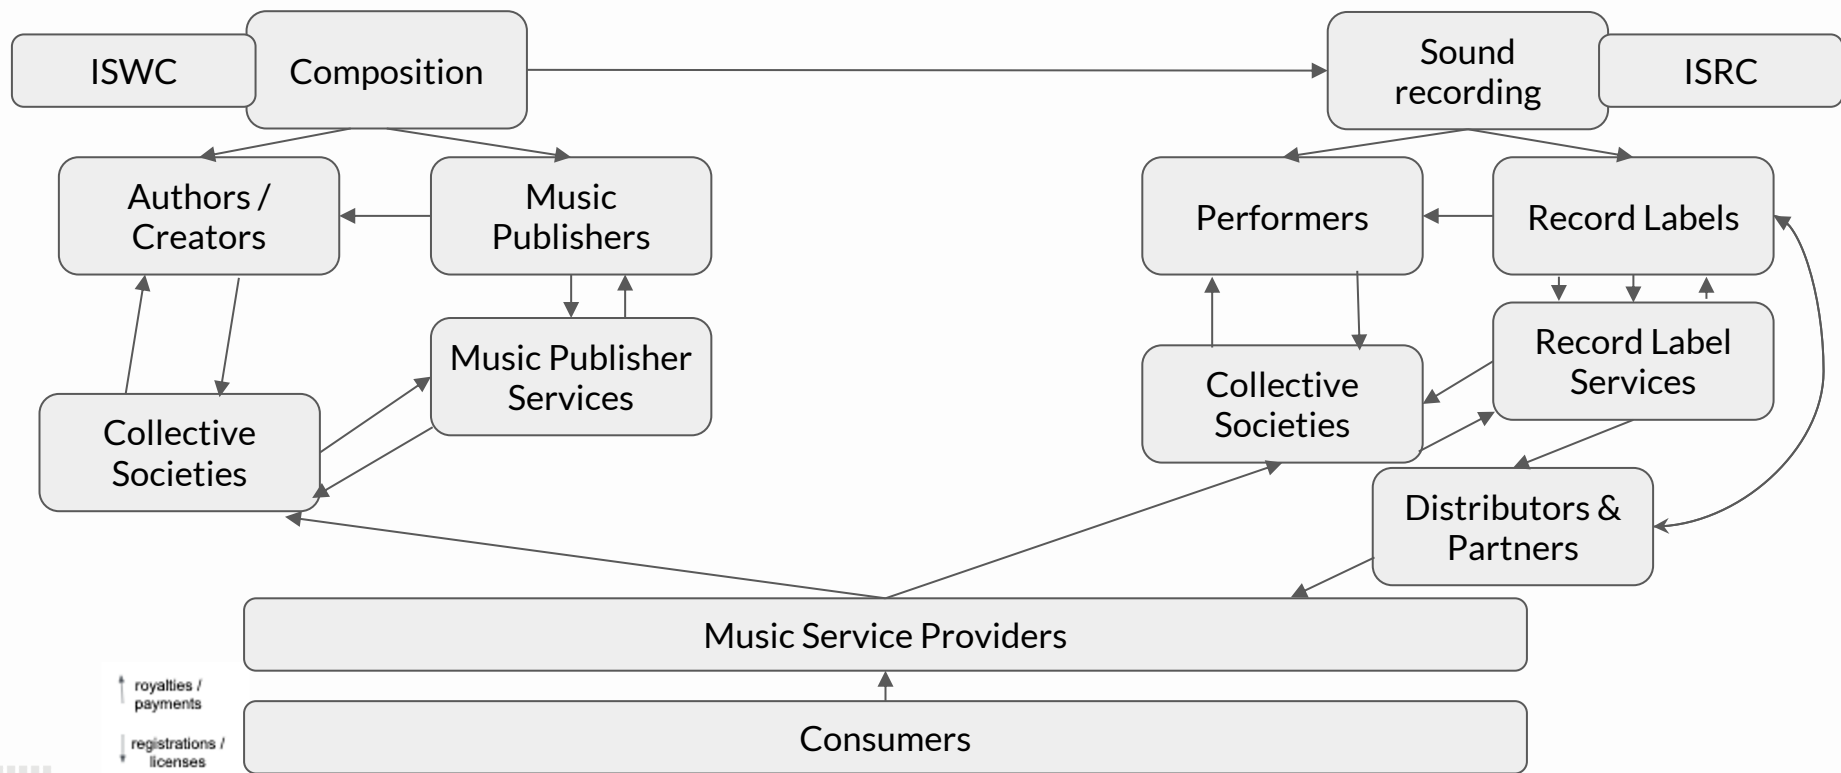 ISWC
Composition
Sound
recording
ISRC
Authors /
Creators
Music
Publishers
Performers
Record Labels
Music Publisher
Services
Record Label
Services
Collective
Societies
Collective
Societies
Distributors &
Partners
Music Service Providers
royalties /
payments
registrations /
licenses
Consumers